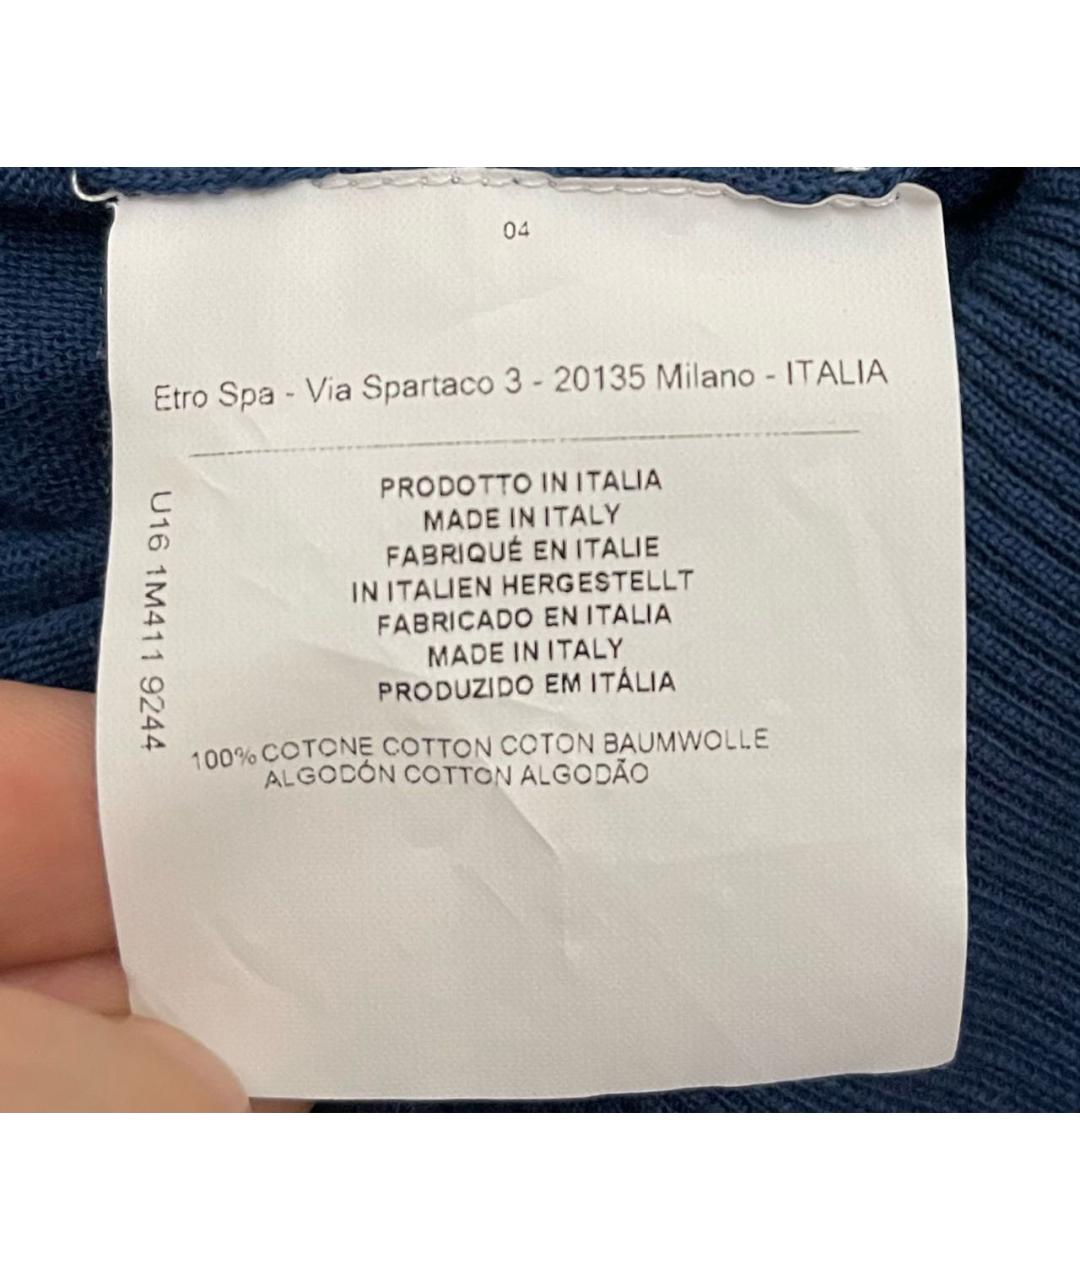 04
Etro Spa - Via Spartaco 3 - 20135 Milano - ITALIA
PRODOTTO IN ITALIA
MADE IN ITALY
FABRIQUÉ EN ITALIE
IN ITALIEN HERGESTELLT
FABRICADO EN ITALIA
MADE IN ITALY
PRODUZIDO EM ITÁLIA
U16 1M411 9244
100% COTONE COTTON COTON BAUMWOLLE
ALGODÓN COTTON ALGODÃO